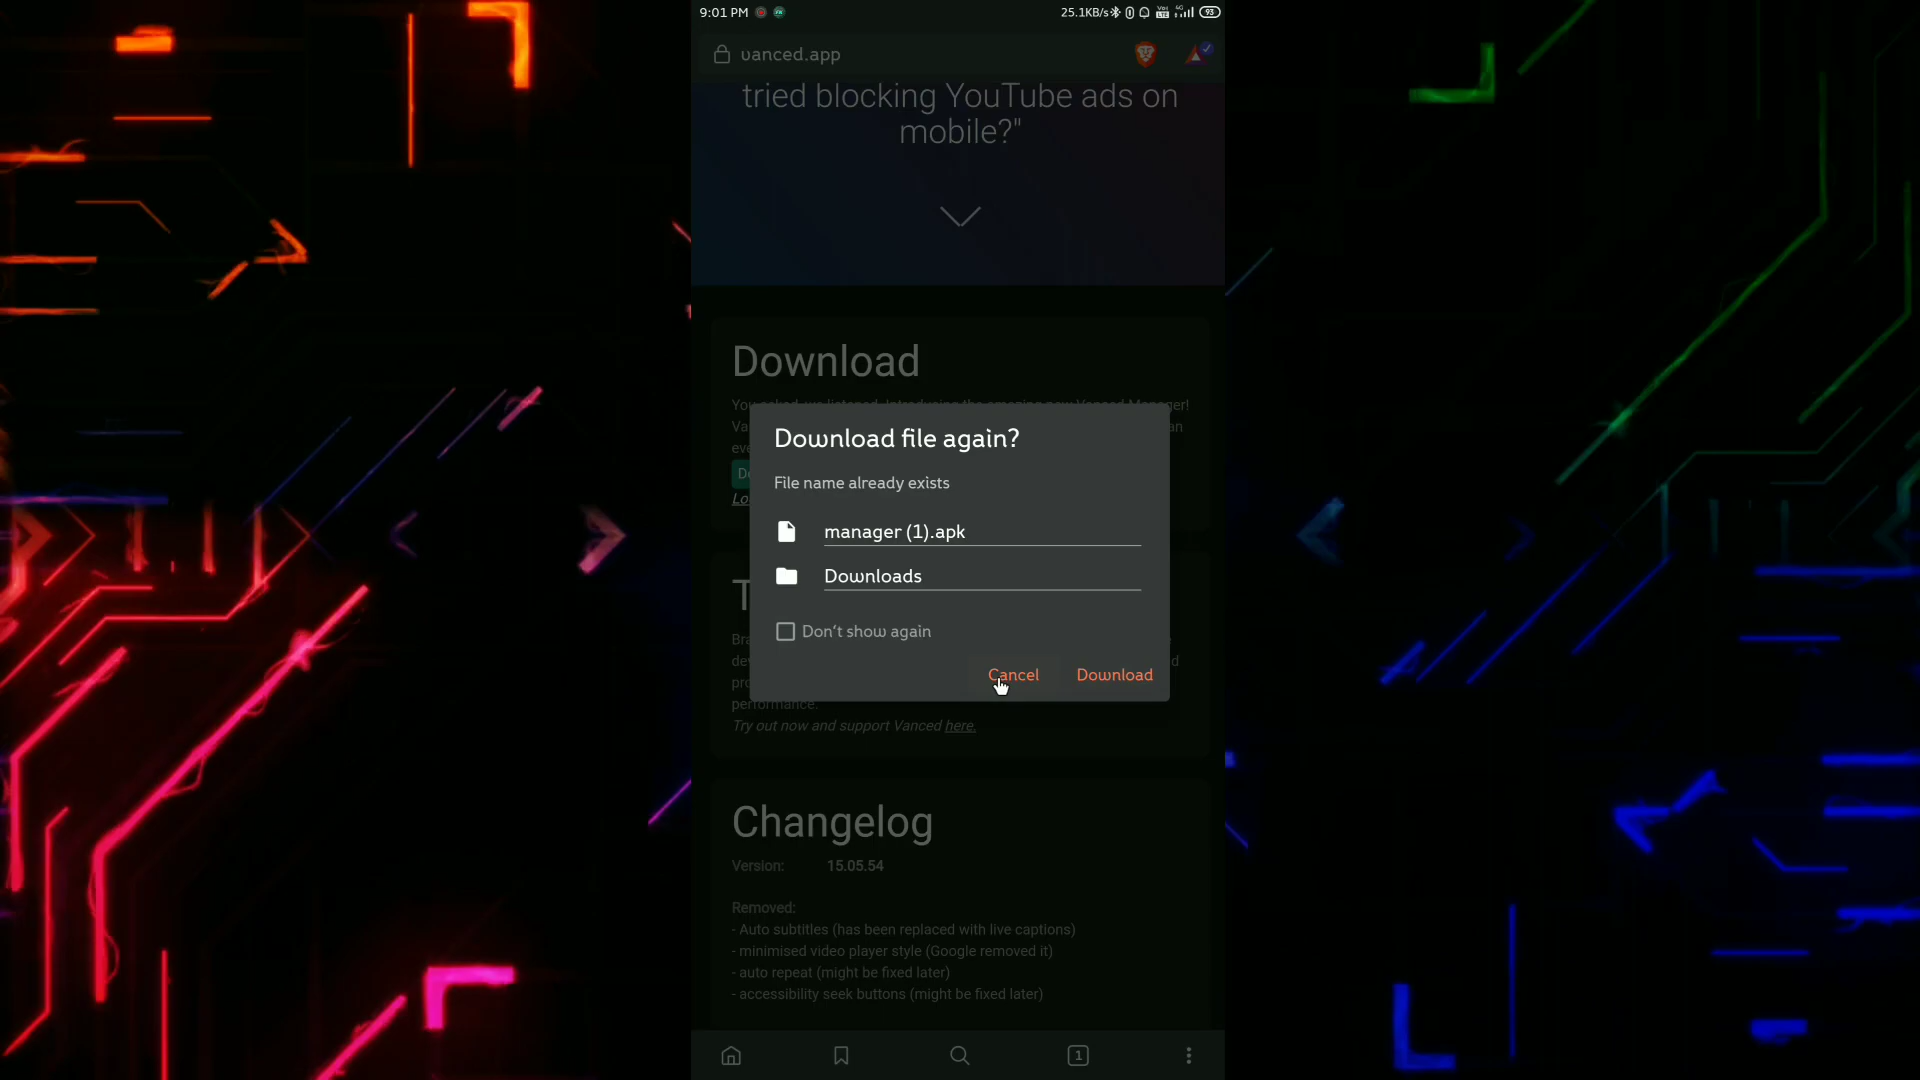 9:01 PM
25.1KB/s
93
vanced.app
tried blocking YouTube ads on
mobile?"
Download
Download file again?
File name already exists
manager (1).apk
Downloads
Don't show again
Cancel
Download
performance.
Try out now and support Vanced here.
Changelog
Version: 15.05.54
Removed:
- Auto subtitles (has been replaced with live captions)
- minimised video player style (Google removed it)
- auto repeat (might be fixed later)
- accessibility seek buttons (might be fixed later)
1